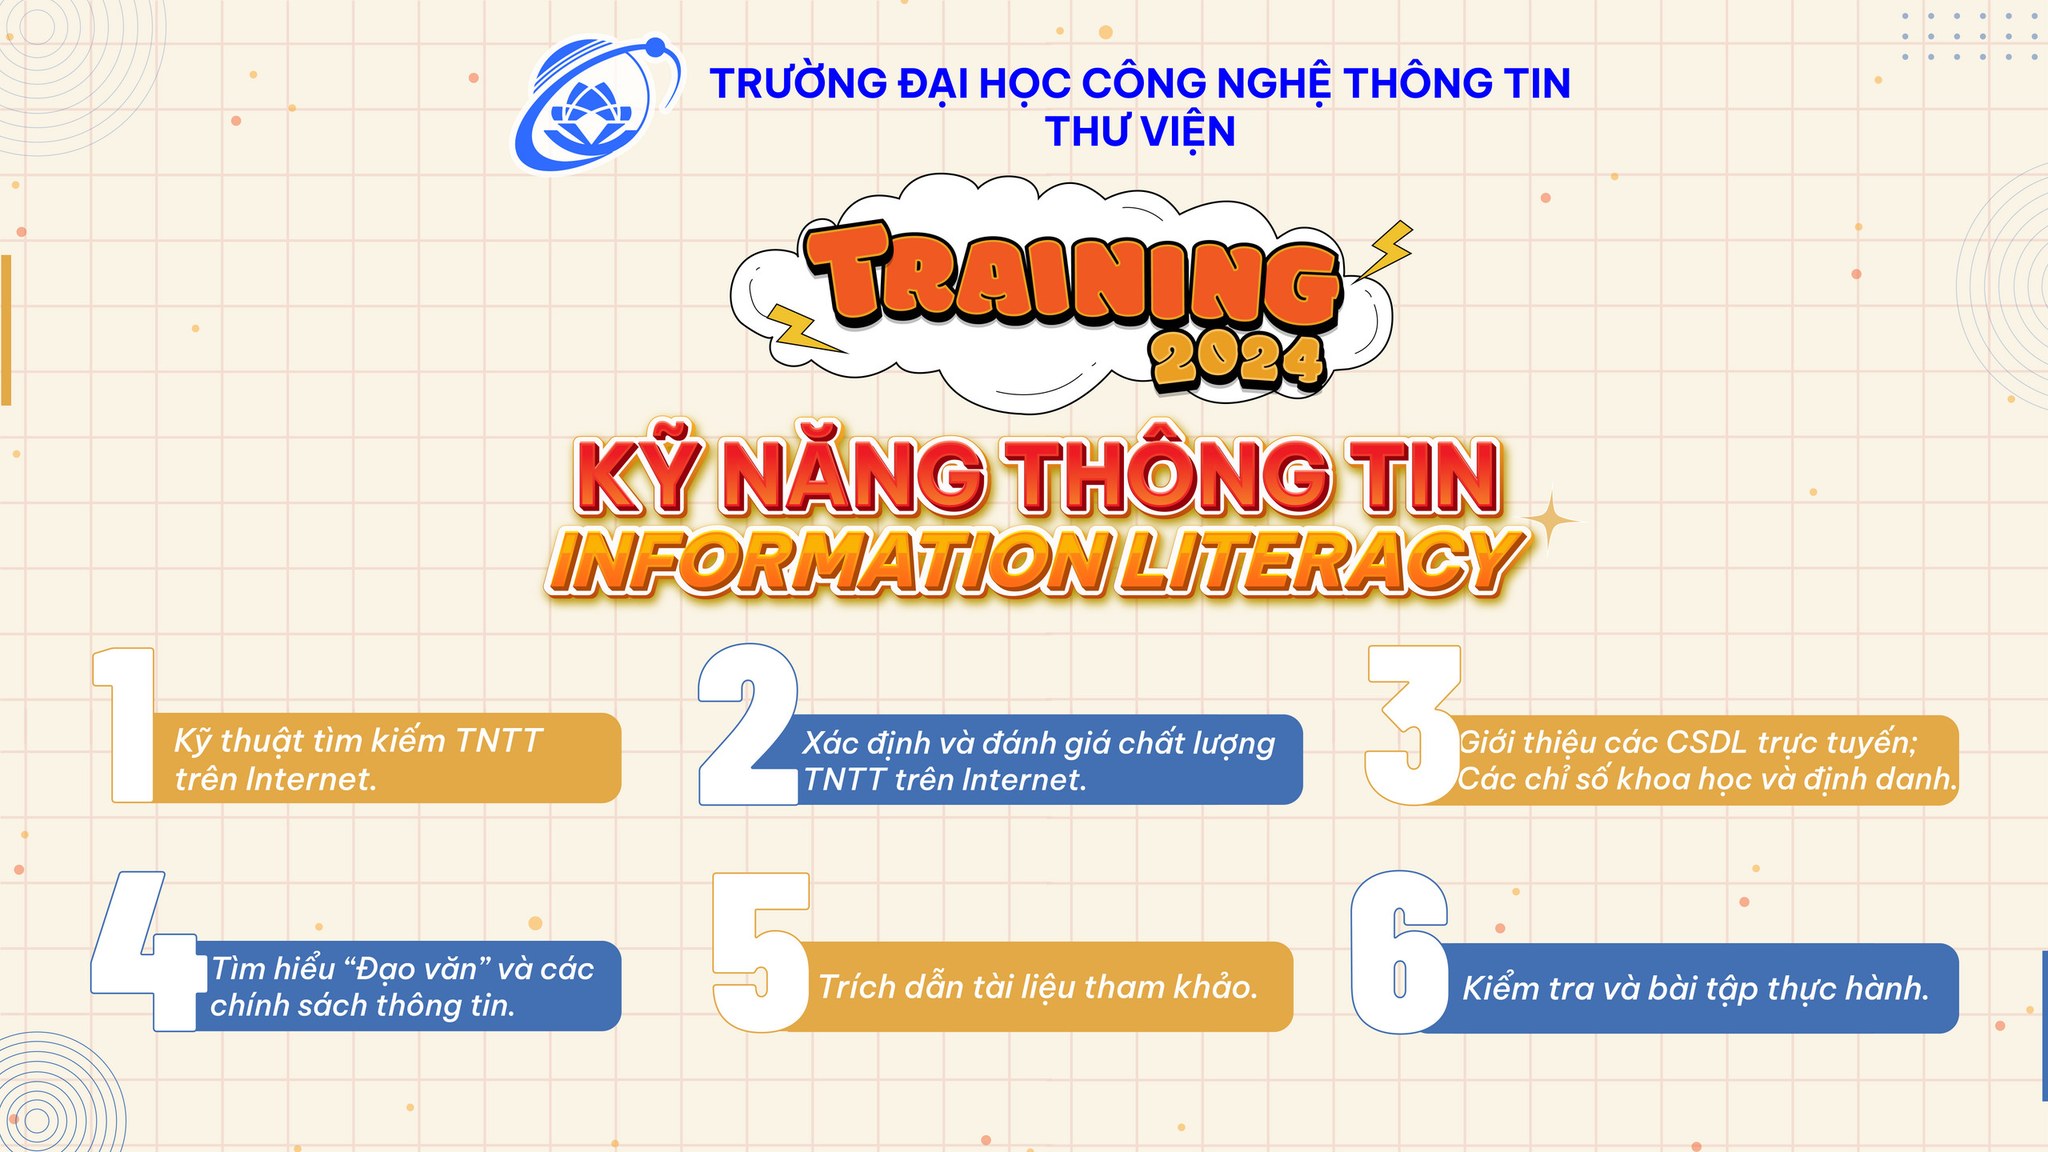 TRƯỜNG ĐẠI HỌC CÔNG NGHỆ THÔNG TIN
THƯ VIỆN
TRAINING
2024
KỸ NĂNG THÔNG TIN
INFORMATION LITERACY
1
Kỹ thuật tìm kiếm TNTT
trên Internet.
2
Xác định và đánh giá chất lượng
TNTT trên Internet.
3
Giới thiệu các CSDL trực tuyến;
Các chỉ số khoa học và định danh.
4
Tìm hiểu “Đạo văn” và các
chính sách thông tin.
5
Trích dẫn tài liệu tham khảo.
6
Kiểm tra và bài tập thực hành.